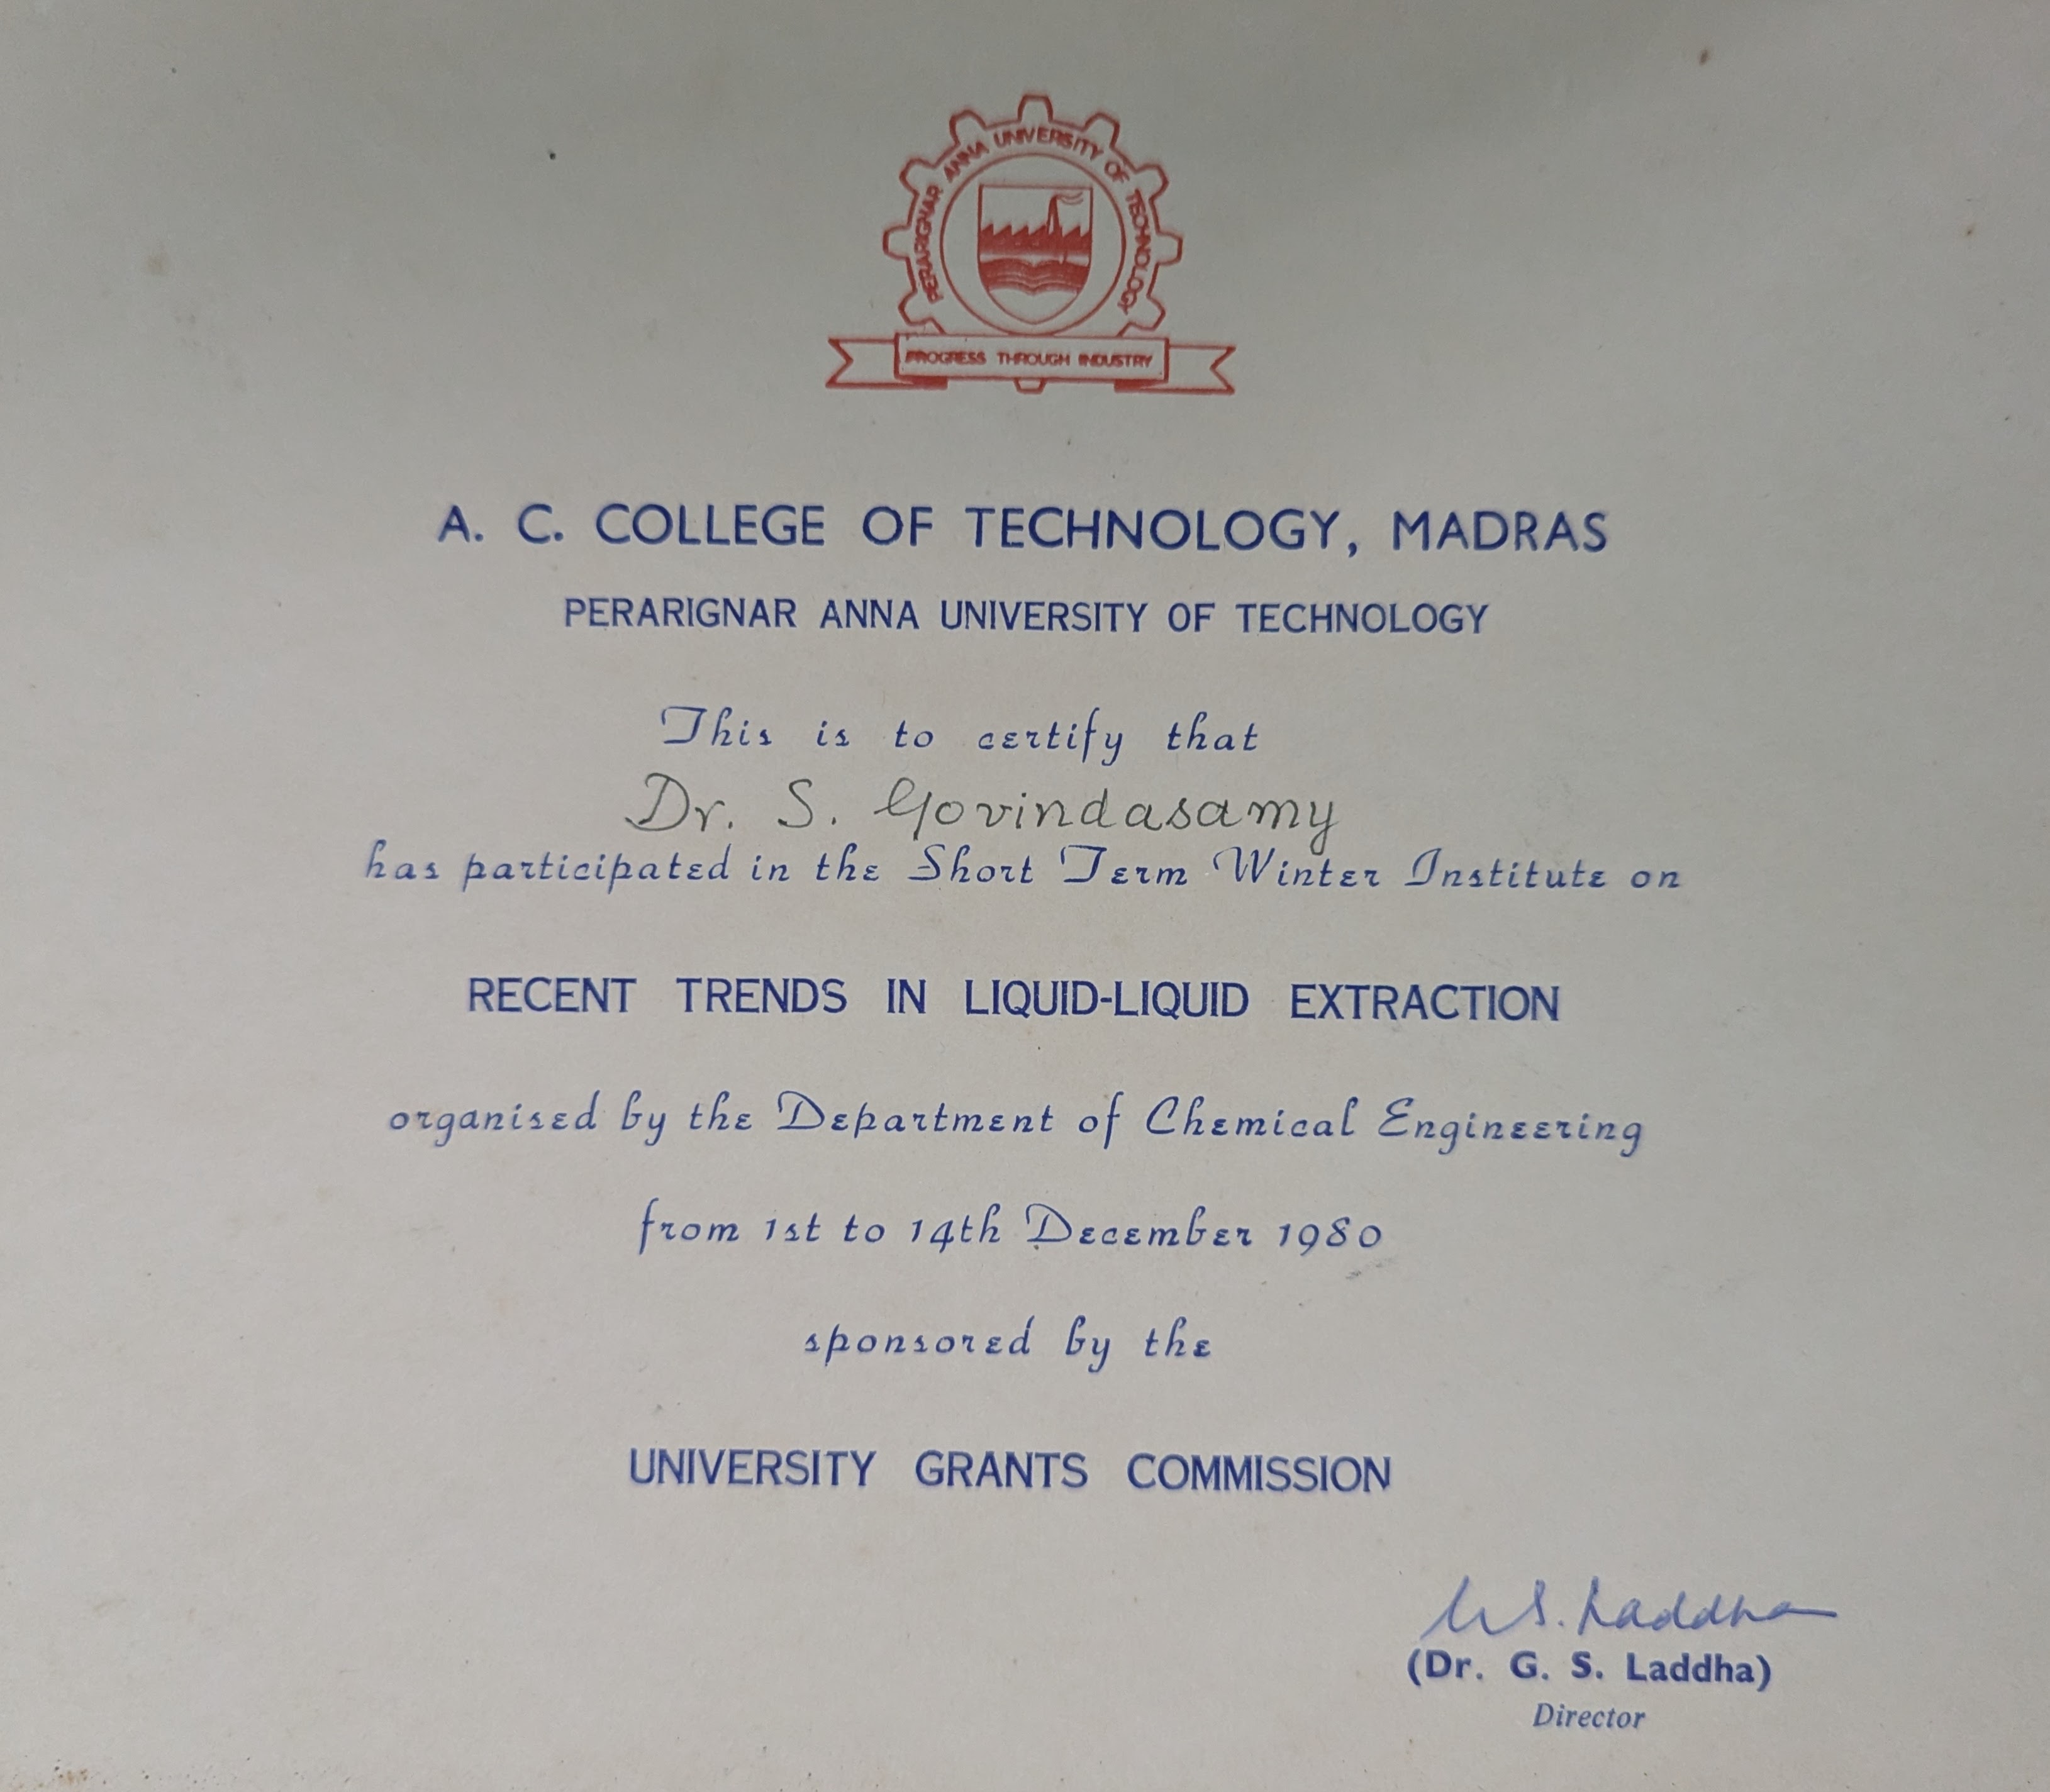 PERARIGNAR ANNA UNIVERSITY OF TECHNOLOGY
PROGRESS THROUGH INDUSTRY
A. C. COLLEGE OF TECHNOLOGY, MADRAS
PERARIGNAR ANNA UNIVERSITY OF TECHNOLOGY
This is to certify that
Dr. S. Govindasamy
has participated in the Short Term Winter Institute on
RECENT TRENDS IN LIQUID-LIQUID EXTRACTION
organised by the Department of Chemical Engineering
from 1st to 14th December 1980
sponsored by the
UNIVERSITY GRANTS COMMISSION
G.S. Laddha
(Dr. G. S. Laddha)
Director